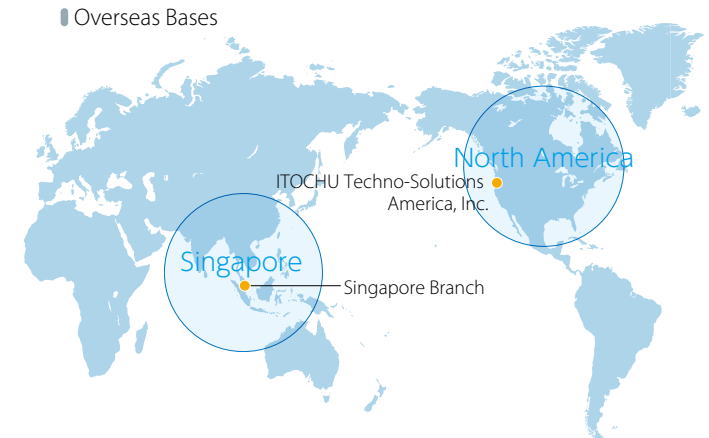 Overseas Bases
North America
ITOCHU Techno-Solutions
America, Inc.
Singapore
Singapore Branch